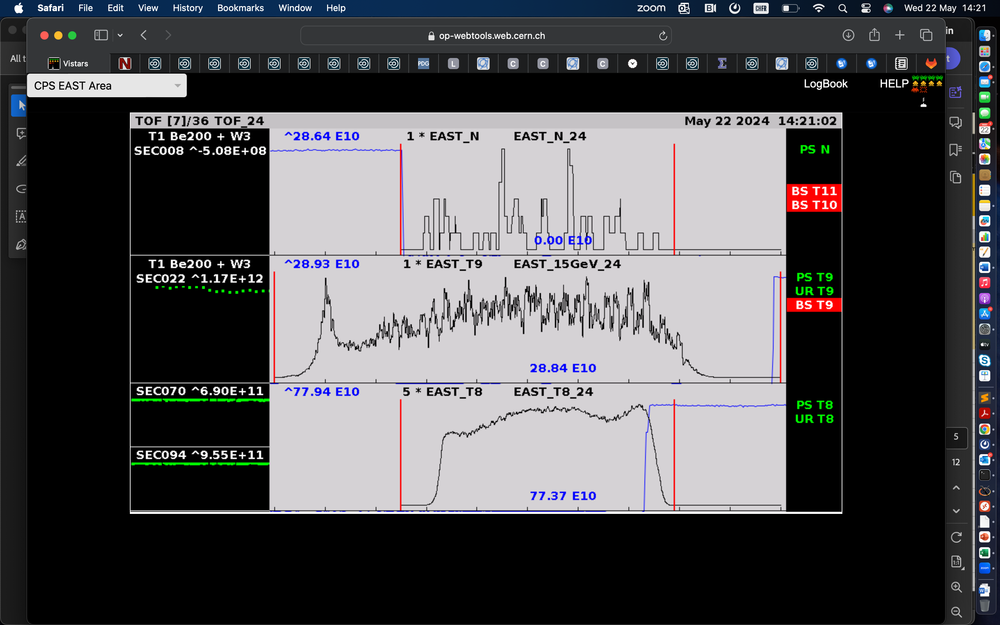 Safari File Edit View History Bookmarks Window Help zoom CHFR Wed 22 May 14:21
op-webtools.web.cern.ch
in
All t
Vistars N PDG L C C C
t
CPS EAST Area
LogBook HELP
TOF [7]/36 TOF_24 May 22 2024 14:21:02
T1 Be200 + W3 ^28.64 E10 1 * EAST_N EAST_N_24
SEC008 ^-5.08E+08 PS N
BS T11
BS T10
0.00 E10
T1 Be200 + W3 ^28.93 E10 1 * EAST_T9 EAST_15GeV_24
SEC022 ^1.17E+12 PS T9
UR T9
BS T9
28.84 E10
SEC070 ^6.90E+11 ^77.94 E10 5 * EAST_T8 EAST_T8_24
PS T8
UR T8
5
SEC094 ^9.55E+11
12
77.37 E10
1:1